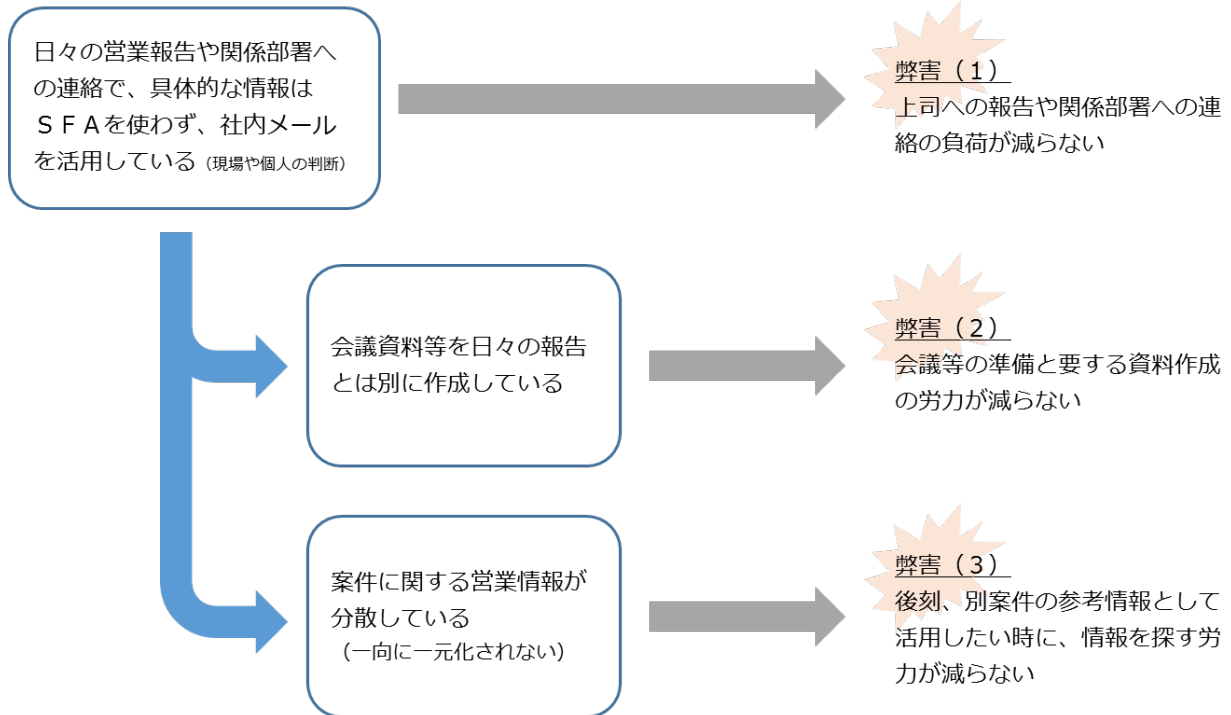 日々の営業報告や関係部署へ
の連絡で、具体的な情報は
ＳＦＡを使わず、社内メール
を活用している（現場や個人の判断）
弊害（１）
上司への報告や関係部署への連
絡の負荷が減らない
会議資料等を日々の報告
とは別に作成している
弊害（２）
会議等の準備と要する資料作成
の労力が減らない
案件に関する営業情報が
分散している
（一向に一元化されない）
弊害（３）
後刻、別案件の参考情報として
活用したい時に、情報を探す労
力が減らない